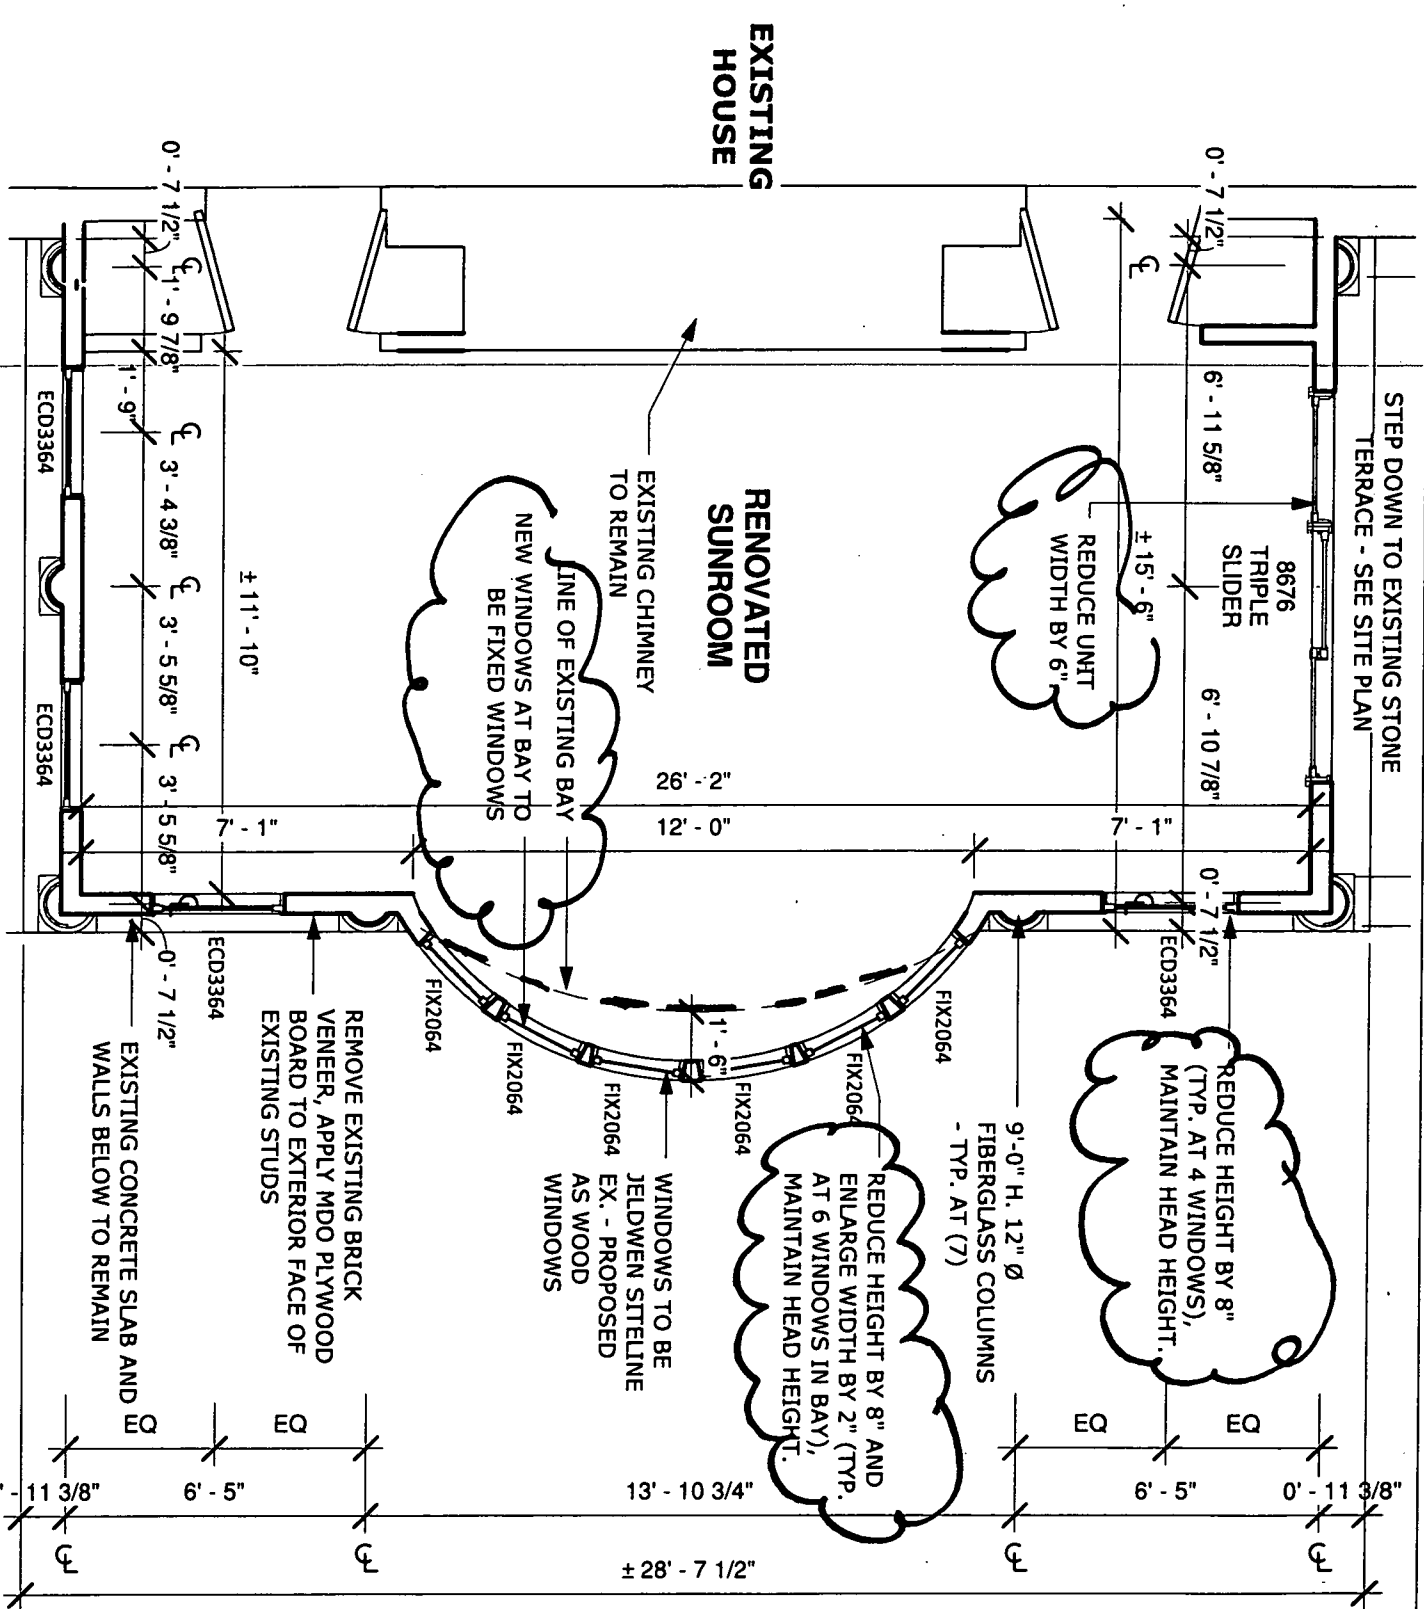 EXISTING
HOUSE
STEP DOWN TO EXISTING STONE
TERRACE - SEE SITE PLAN
0' - 7 1/2"
6' - 11 5/8"
8676
TRIPLE
SLIDER
6' - 10 7/8"
0' - 7 1/2"
± 15' - 6"
REDUCE UNIT
WIDTH BY 6"
RENOVATED
SUNROOM
EXISTING CHIMNEY
TO REMAIN
LINE OF EXISTING BAY
NEW WINDOWS AT BAY TO
BE FIXED WINDOWS
26' - 2"
7' - 1"
12' - 0"
7' - 1"
± 11' - 10"
0' - 7 1/2"
1' - 9 7/8"
1' - 9"
3' - 4 3/8"
3' - 5 5/8"
3' - 5 5/8"
0' - 7 1/2"
ECD3364
ECD3364
ECD3364
ECD3364
FIX2064
FIX2064
FIX2064
FIX2064
FIX2064
FIX2064
1' - 6"
REDUCE HEIGHT BY 8"
(TYP. AT 4 WINDOWS),
MAINTAIN HEAD HEIGHT.
9'-0" H. 12" Ø
FIBERGLASS COLUMNS
- TYP. AT (7)
REDUCE HEIGHT BY 8" AND
ENLARGE WIDTH BY 2" (TYP.
AT 6 WINDOWS IN BAY),
MAINTAIN HEAD HEIGHT.
WINDOWS TO BE
JELDWEN SITELINE
EX. - PROPOSED
AS WOOD
WINDOWS
REMOVE EXISTING BRICK
VENEER, APPLY MDO PLYWOOD
BOARD TO EXTERIOR FACE OF
EXISTING STUDS
EXISTING CONCRETE SLAB AND
WALLS BELOW TO REMAIN
EQ
EQ
EQ
EQ
' - 11 3/8"
6' - 5"
13' - 10 3/4"
6' - 5"
0' - 11 3/8"
± 28' - 7 1/2"